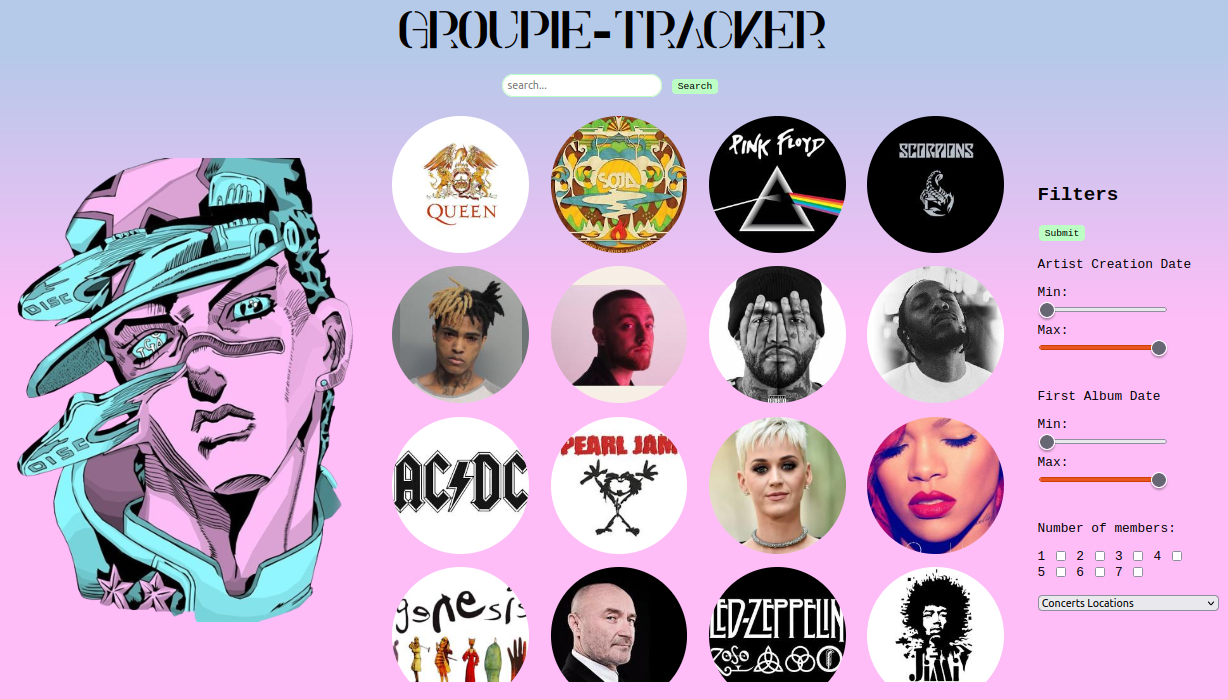 GROUPIE-TRACKER
search...
Search
QUEEN
SOJA
PINK FLOYD
SCORPIONS
Filters
Submit
Artist Creation Date
Min:
Max:
First Album Date
Min:
Max:
Number of members:
1 2 3 4
5 6 7
Concerts Locations
DISC
DISC
AC DC
PEARL JAM
genesis
LED-ZEPPELIN
ZOSO